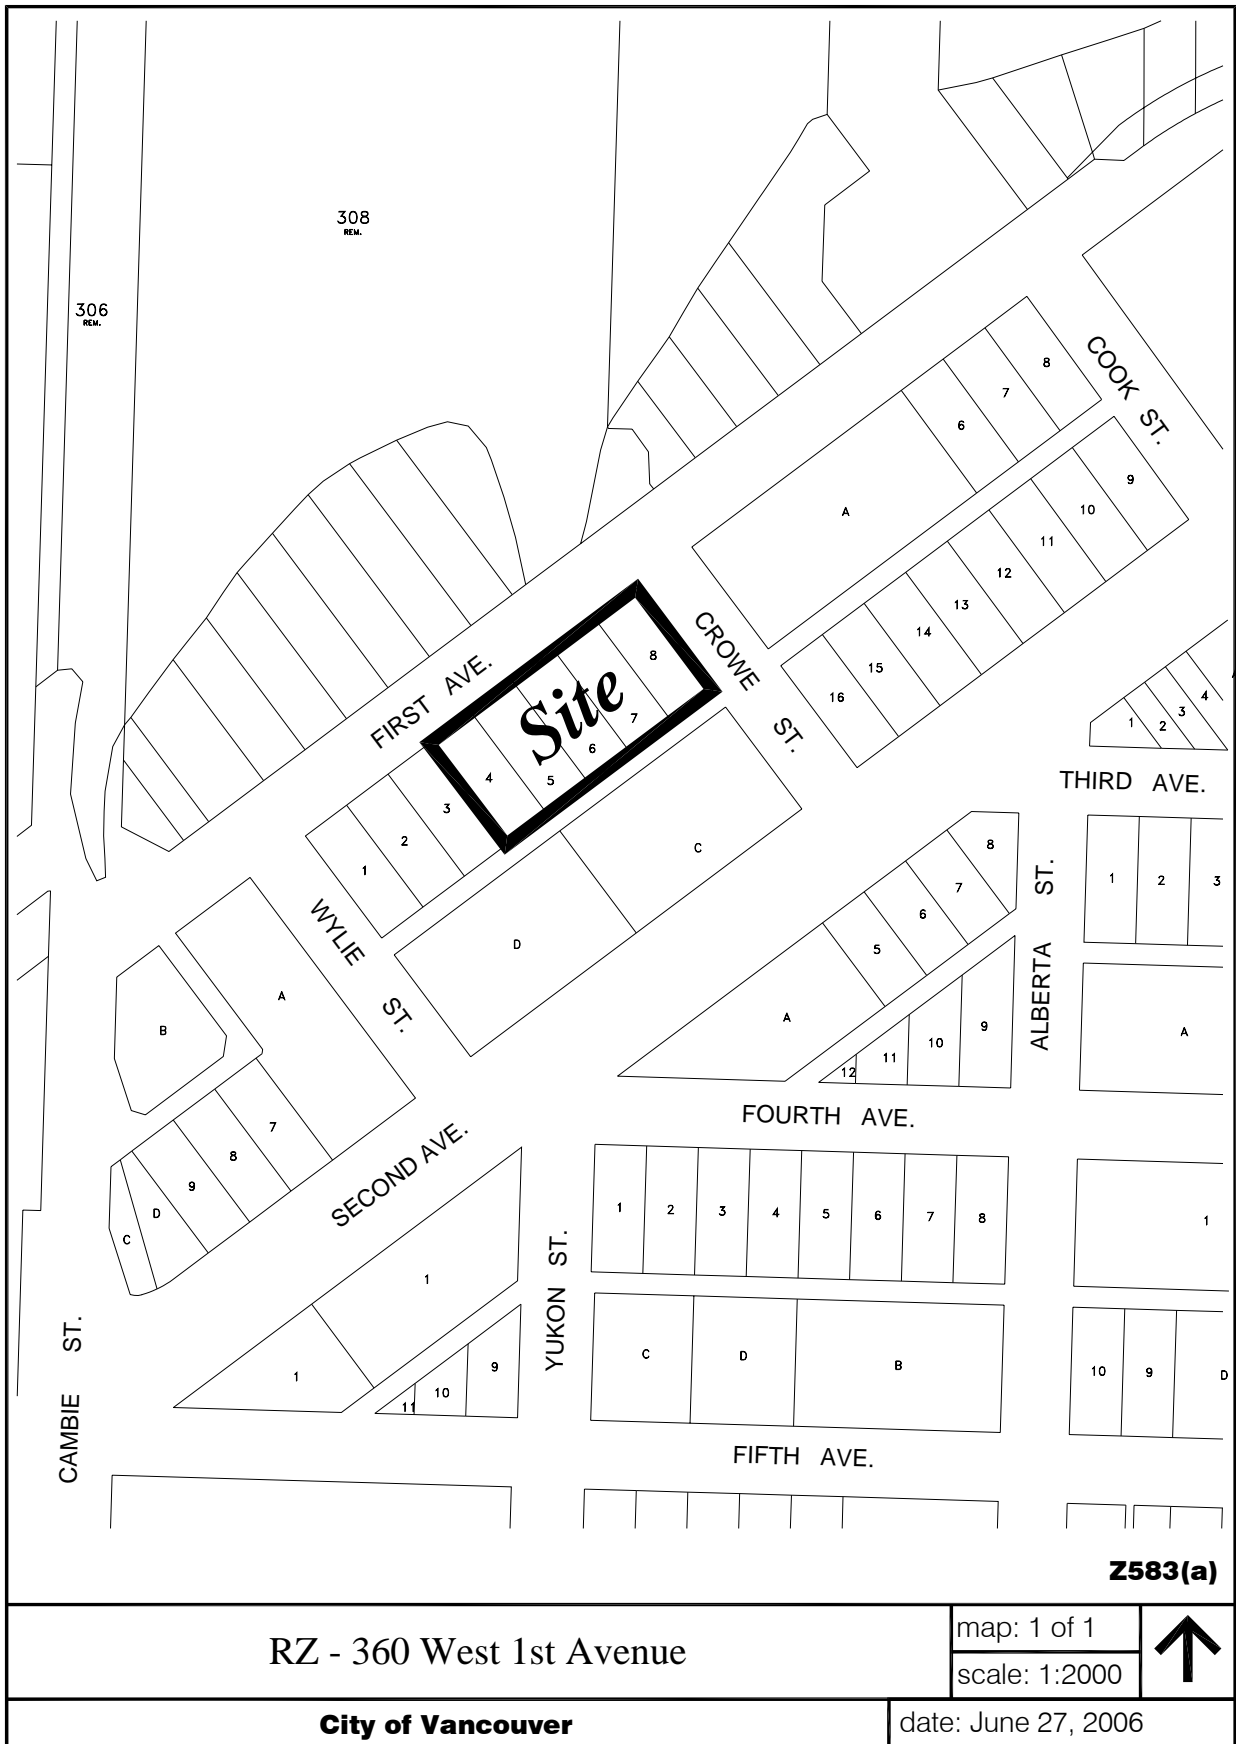 308
REM.
306
REM.
COOK ST.
8
7
6
A
9
10
11
12
13
14
15
16
FIRST AVE.
CROWE ST.
Site
8
7
6
5
4
3
2
1
C
D
4
3
2
1
THIRD AVE.
WYLIE ST.
A
B
7
8
9
D
C
SECOND AVE.
8
7
6
5
A
9
10
11
12
ALBERTA ST.
1
2
3
A
FOURTH AVE.
1
2
3
4
5
6
7
8
1
YUKON ST.
1
1
9
10
11
C
D
B
10
9
D
CAMBIE ST.
FIFTH AVE.
Z583(a)
RZ - 360 West 1st Avenue
map: 1 of 1
scale: 1:2000
City of Vancouver
date: June 27, 2006